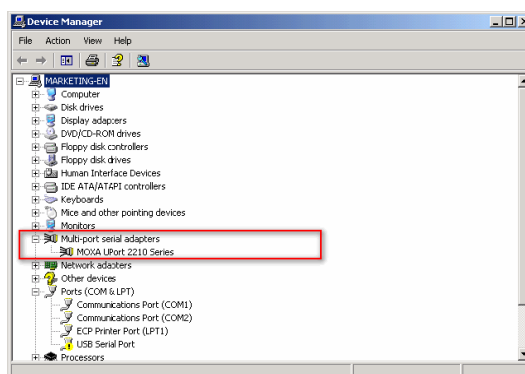 Device Manager
File Action View Help
MARKETING-EN
Computer
Disk drives
Display adapters
DVD/CD-ROM drives
Floppy disk controllers
Floppy disk drives
Human Interface Devices
IDE ATA/ATAPI controllers
Keyboards
Mice and other pointing devices
Monitors
Multi-port serial adapters
MOXA UPort 2210 Series
Network adapters
Other devices
Ports (COM & LPT)
Communications Port (COM1)
Communications Port (COM2)
ECP Printer Port (LPT1)
USB Serial Port
Processors